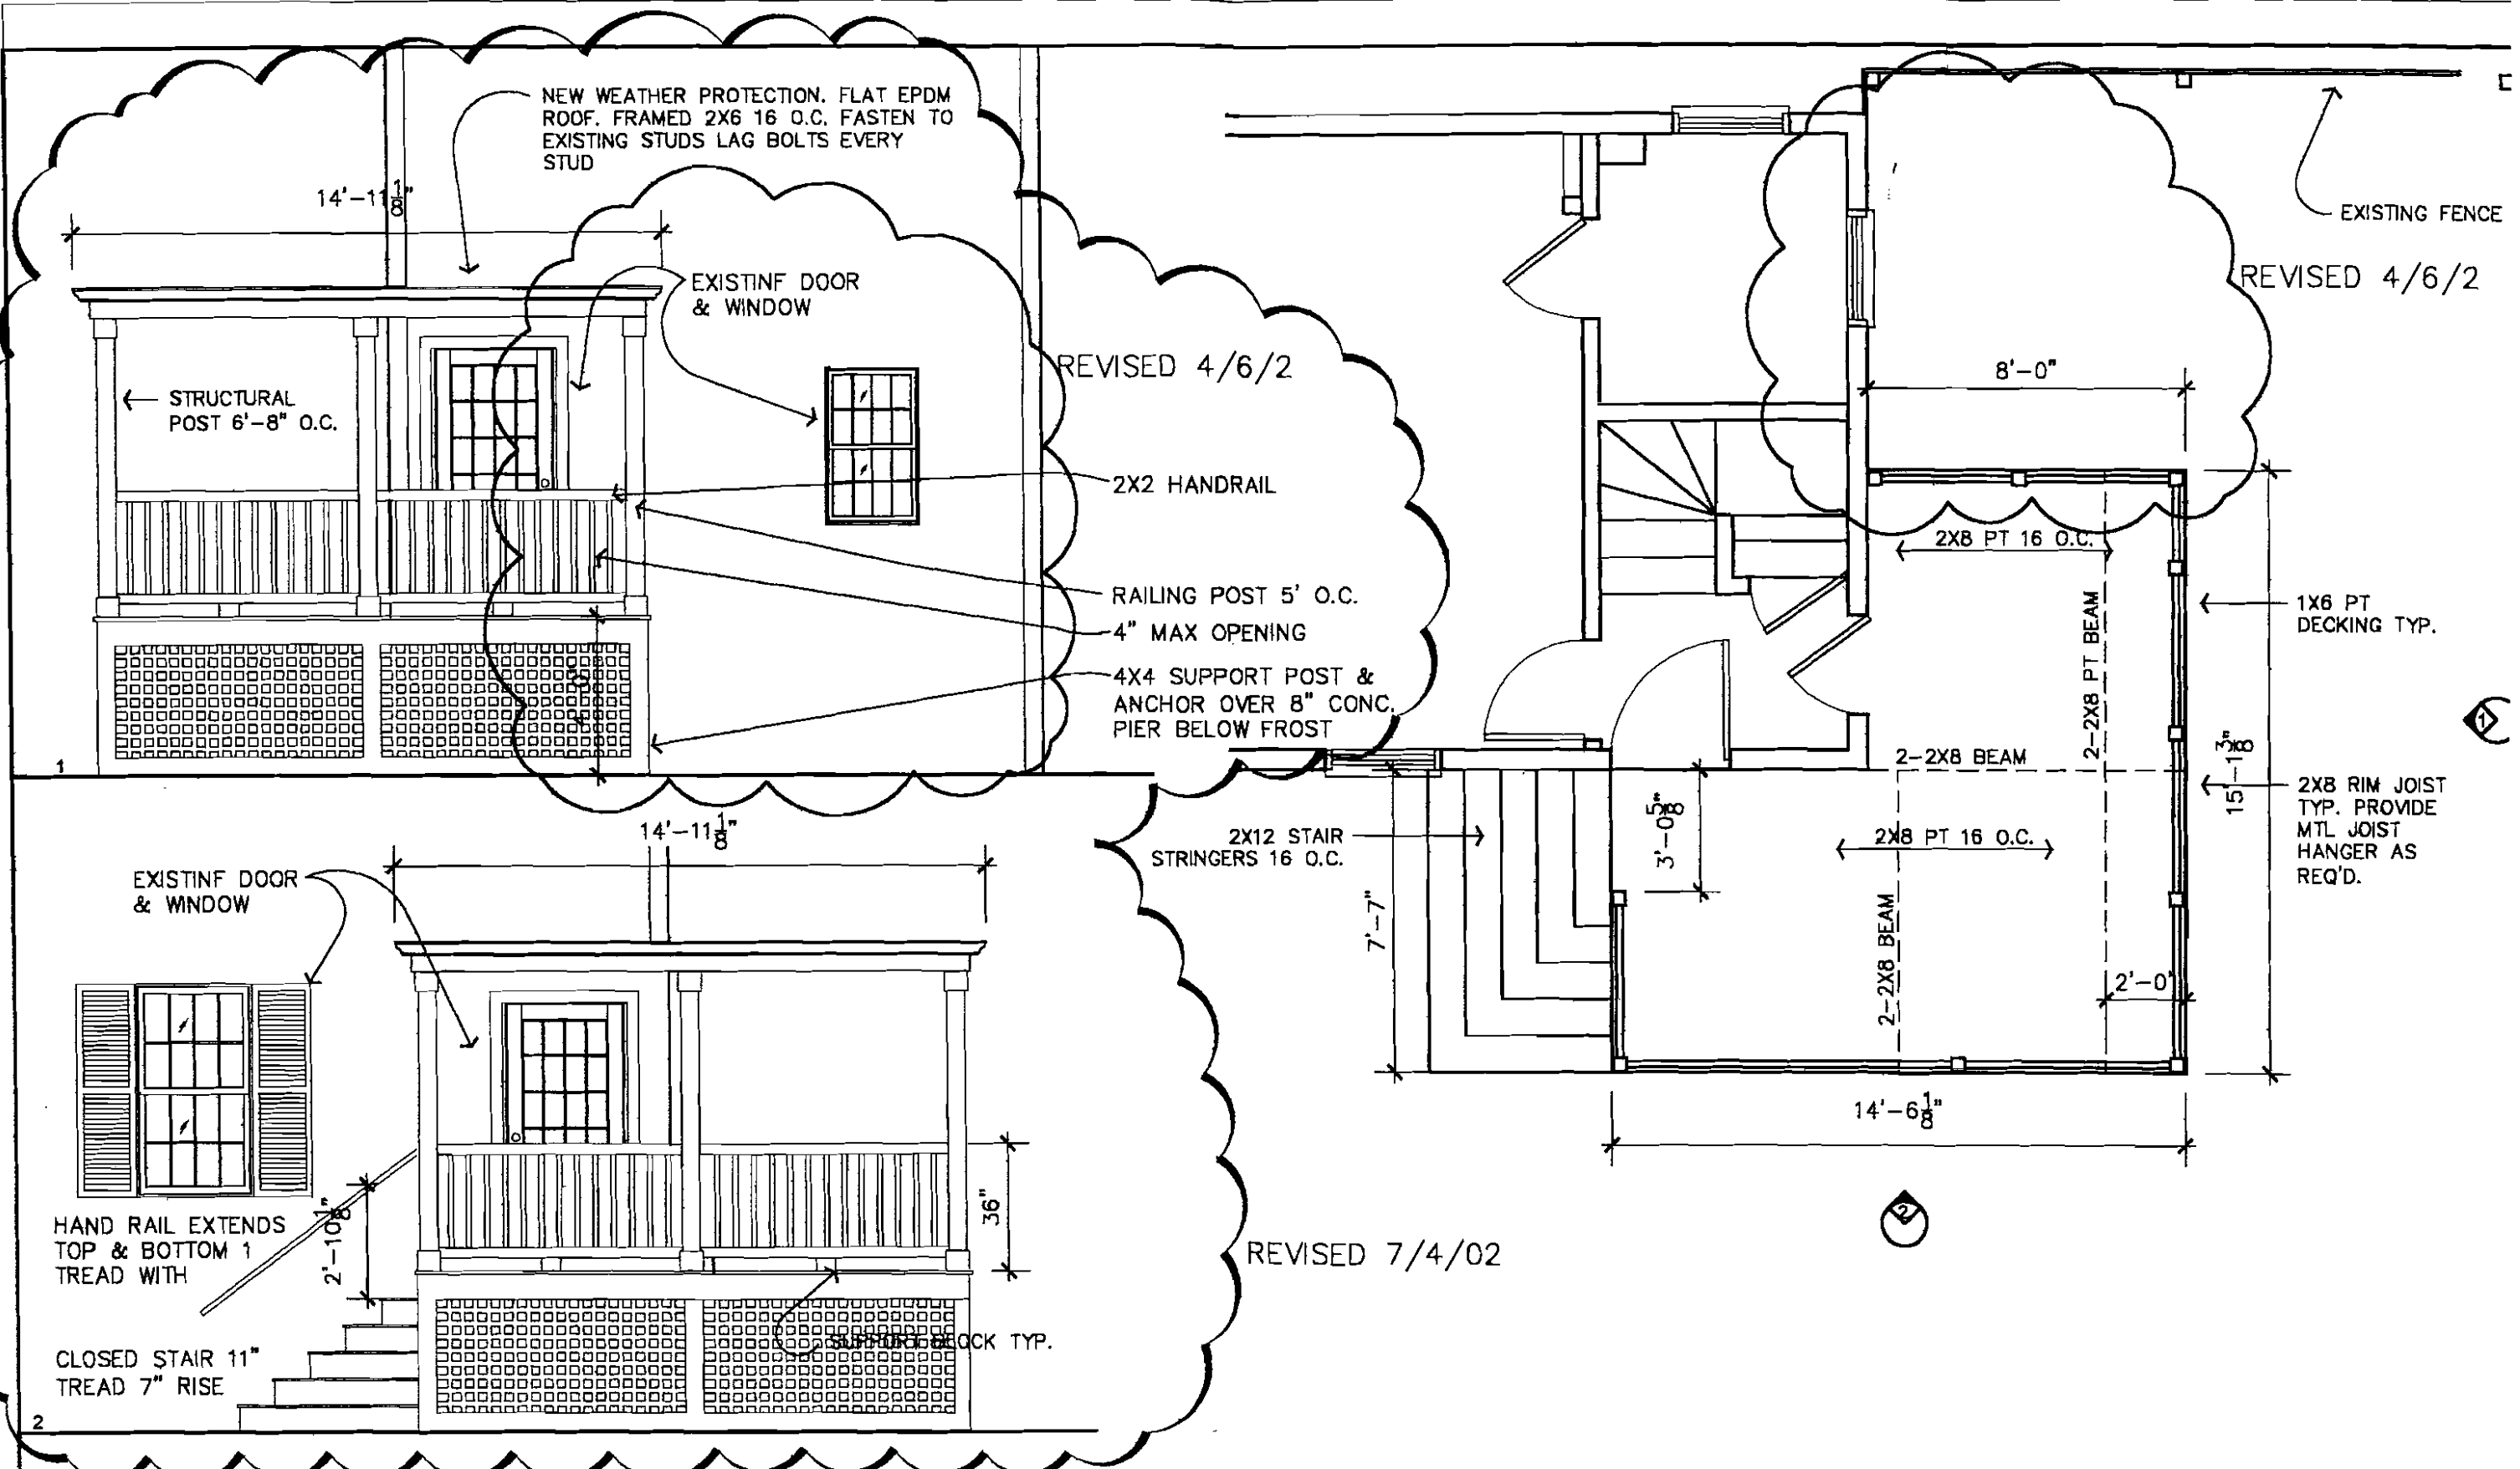 NEW WEATHER PROTECTION. FLAT EPDM
ROOF. FRAMED 2X6 16 O.C. FASTEN TO
EXISTING STUDS LAG BOLTS EVERY
STUD
14'-11 1/8"
EXISTINF DOOR
& WINDOW
STRUCTURAL
POST 6'-8" O.C.
REVISED 4/6/2
2X2 HANDRAIL
RAILING POST 5' O.C.
4" MAX OPENING
4X4 SUPPORT POST &
ANCHOR OVER 8" CONC.
PIER BELOW FROST
1
EXISTING FENCE
REVISED 4/6/2
8'-0"
2X8 PT 16 O.C.
2-2X8 PT BEAM
1X6 PT
DECKING TYP.
1
2-2X8 BEAM
15'-1 3/8"
2X8 RIM JOIST
TYP. PROVIDE
MTL JOIST
HANGER AS
REQ'D.
3'-0 5/8"
2X12 STAIR
STRINGERS 16 O.C.
2X8 PT 16 O.C.
7'-7"
2-2X8 BEAM
2'-0"
14'-6 1/8"
2
14'-11 1/8"
EXISTINF DOOR
& WINDOW
36"
2'-10 1/8"
HAND RAIL EXTENDS
TOP & BOTTOM 1
TREAD WITH
REVISED 7/4/02
SUPPORT BLOCK TYP.
CLOSED STAIR 11"
TREAD 7" RISE
2